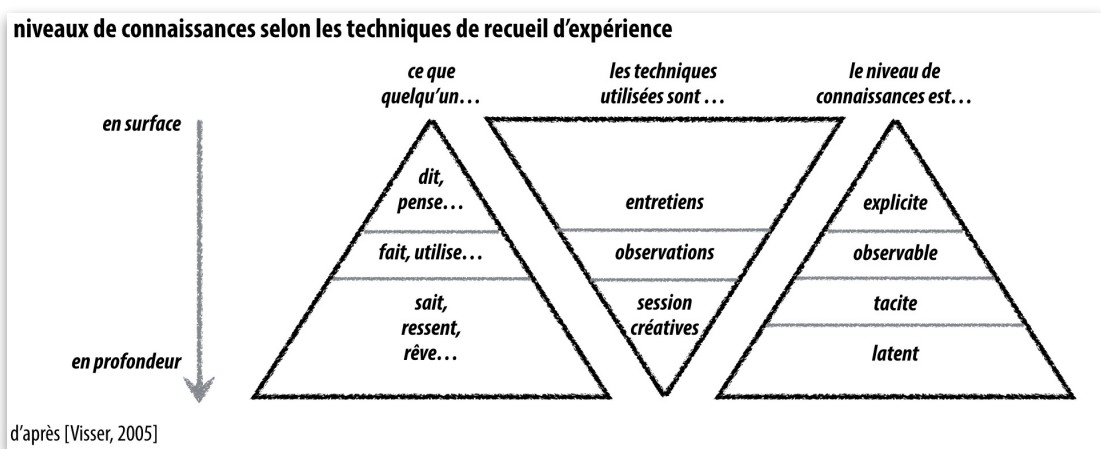 niveaux de connaissances selon les techniques de recueil d'expérience
ce que
quelqu'un…
les techniques
utilisées sont …
le niveau de
connaissances est…
en surface
dit,
pense…
entretiens
explicite
fait, utilise…
observations
observable
sait,
ressent,
rêve…
session
créatives
tacite
latent
en profondeur
d'après [Visser, 2005]